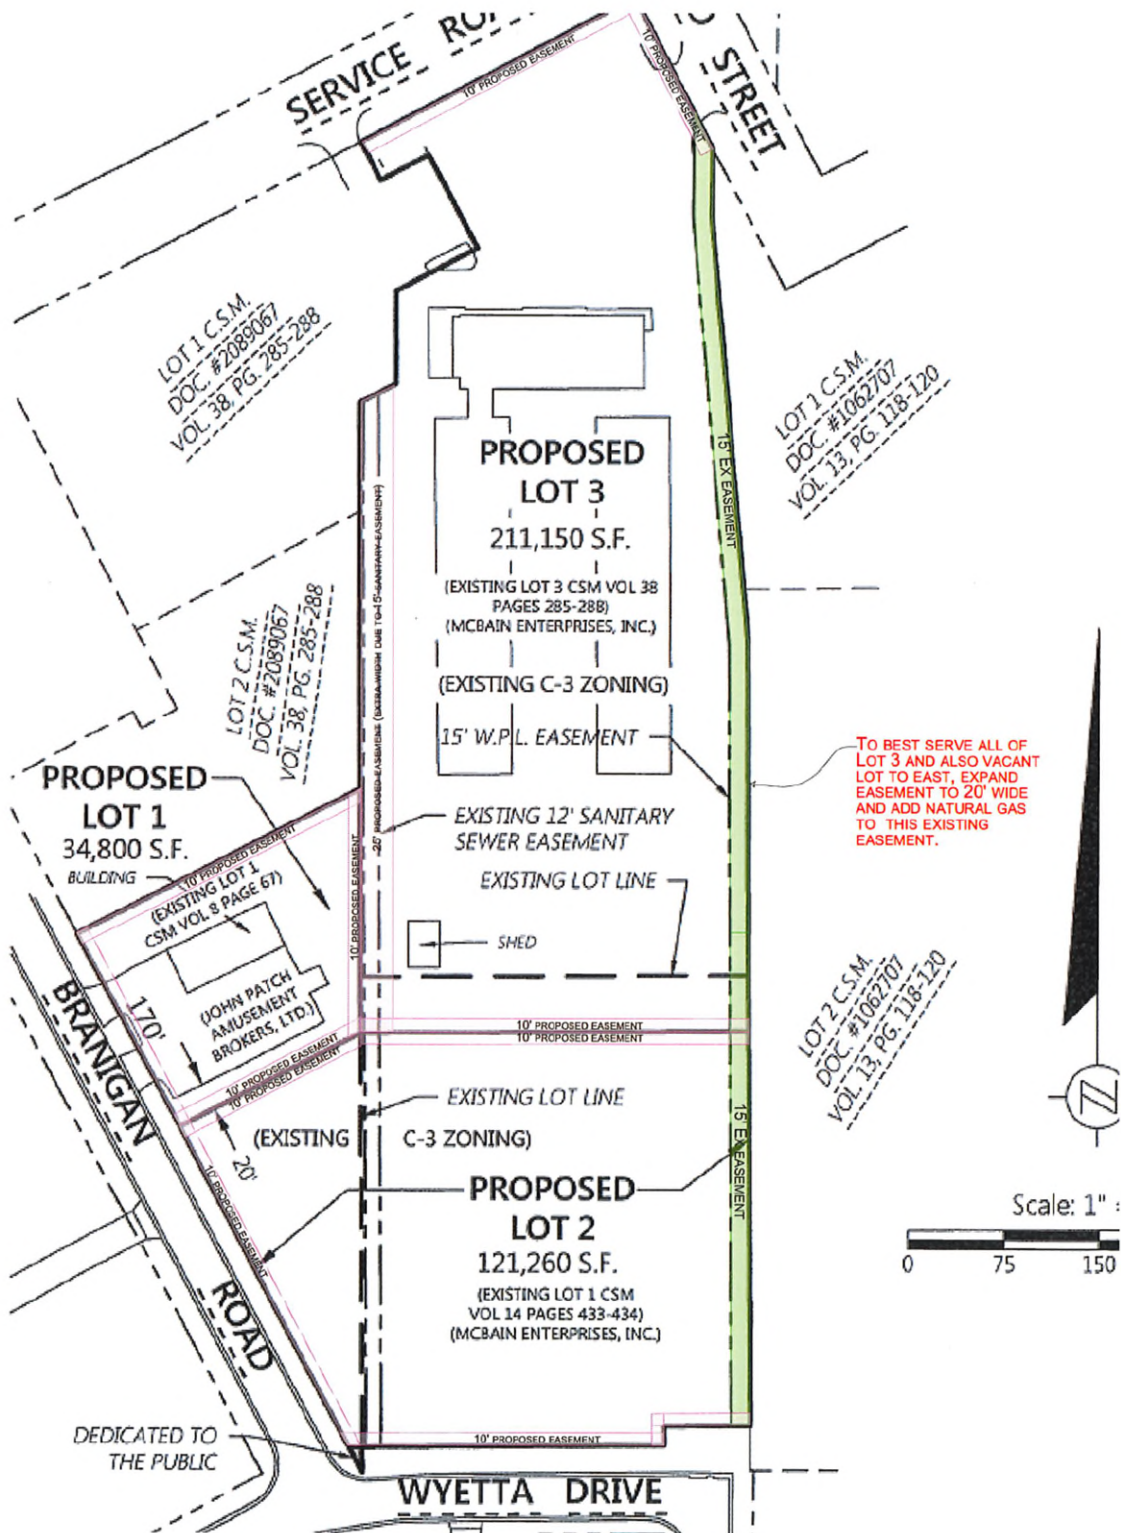 SERVICE
10' PROPOSED EASEMENT
10' PROPOSED EASEMENT
STREET
LOT 1 C.S.M.
DOC. #2089067
VOL. 38, PG. 285-288
LOT 1 C.S.M.
DOC. #1062707
VOL. 13, PG. 118-120
15' EX EASEMENT
PROPOSED
LOT 3
211,150 S.F.
(EXISTING LOT 3 CSM VOL 38
PAGES 285-288)
(MCBAIN ENTERPRISES, INC.)
(EXISTING C-3 ZONING)
15' W.P.L. EASEMENT
20' PROPOSED EASEMENT (EXTRA WIDTH DUE TO 15' SANITARY EASEMENT)
LOT 2 C.S.M.
DOC. #2089067
VOL. 38, PG. 285-288
TO BEST SERVE ALL OF
LOT 3 AND ALSO VACANT
LOT TO EAST, EXPAND
EASEMENT TO 20' WIDE
AND ADD NATURAL GAS
TO THIS EXISTING
EASEMENT.
PROPOSED
LOT 1
34,800 S.F.
BUILDING
10' PROPOSED EASEMENT
(EXISTING LOT 1
CSM VOL 8 PAGE 67)
10' PROPOSED EASEMENT
EXISTING 12' SANITARY
SEWER EASEMENT
EXISTING LOT LINE
SHED
(JOHN PATCH
AMUSEMENT
BROKERS, LTD.)
170'
BRANIGAN
10' PROPOSED EASEMENT
10' PROPOSED EASEMENT
10' PROPOSED EASEMENT
10' PROPOSED EASEMENT
LOT 2 C.S.M.
DOC. #1062707
VOL. 13, PG. 118-120
EXISTING LOT LINE
(EXISTING C-3 ZONING)
20'
10' PROPOSED EASEMENT
15' EX EASEMENT
PROPOSED
LOT 2
121,260 S.F.
(EXISTING LOT 1 CSM
VOL 14 PAGES 433-434)
(MCBAIN ENTERPRISES, INC.)
Scale: 1"
0 75 150
ROAD
DEDICATED TO
THE PUBLIC
10' PROPOSED EASEMENT
WYETTA DRIVE